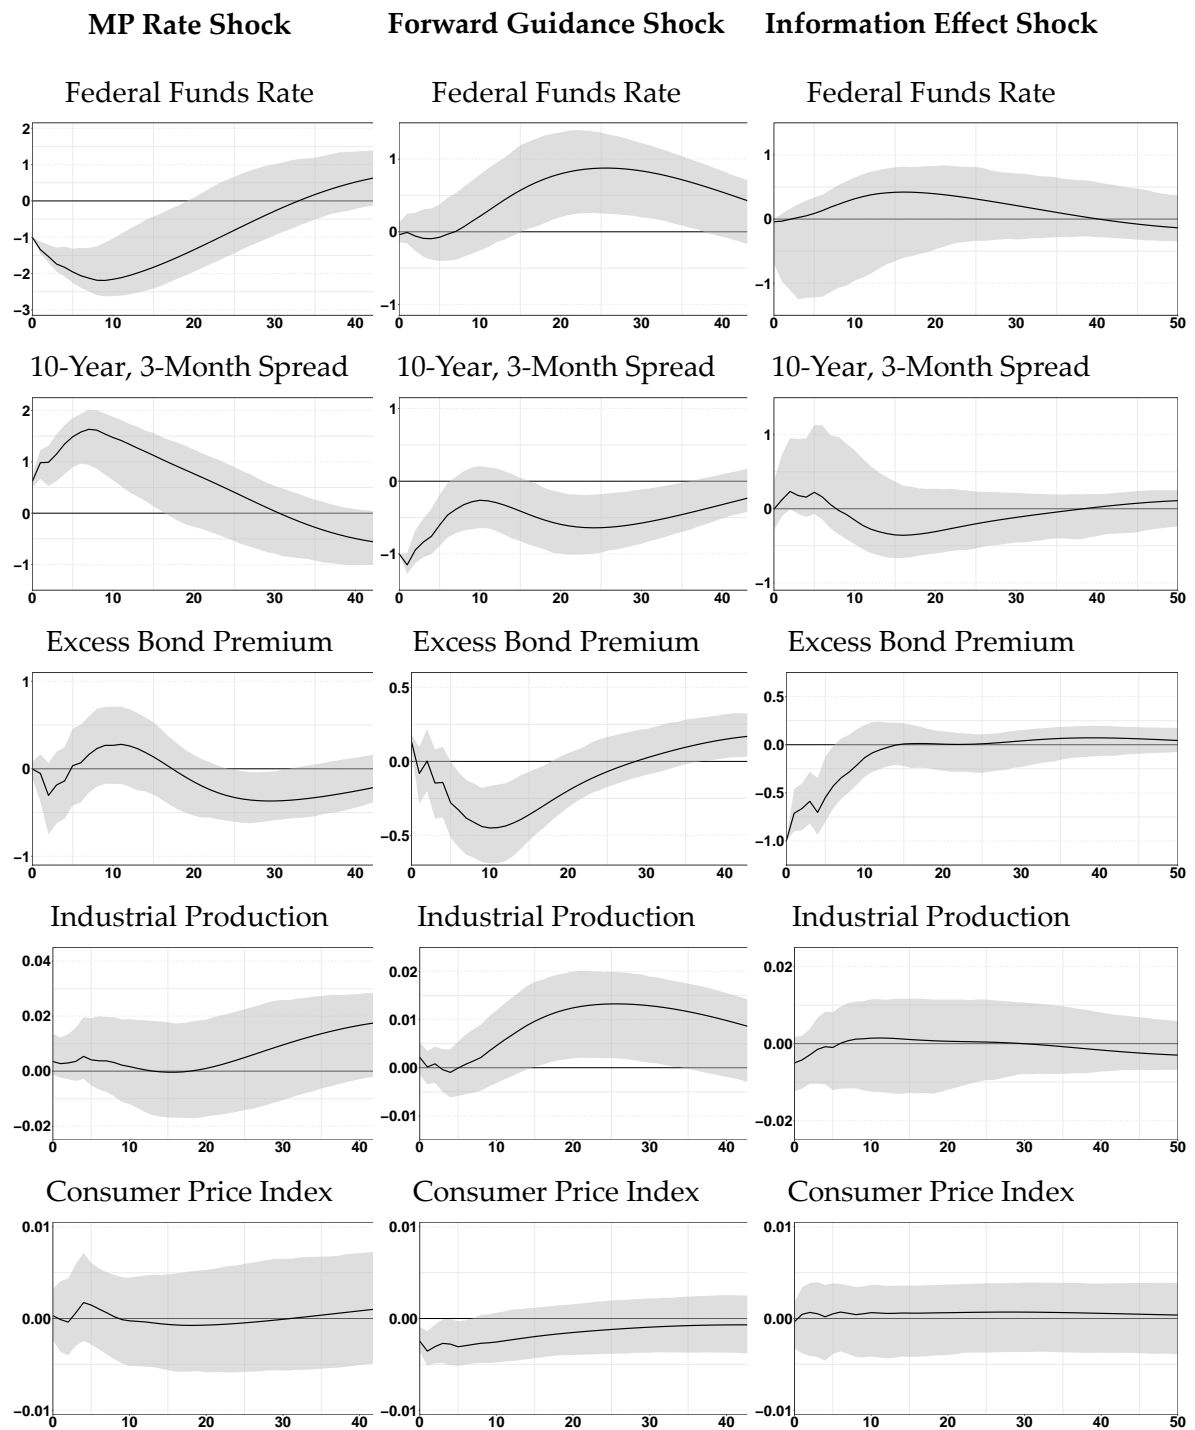 MP Rate Shock Forward Guidance Shock Information Effect Shock
Federal Funds Rate Federal Funds Rate Federal Funds Rate
2 1 0 −1 −2 −3
0 10 20 30 40
1 0 −1
0 10 20 30 40
1 0 −1
0 10 20 30 40 50
10-Year, 3-Month Spread 10-Year, 3-Month Spread 10-Year, 3-Month Spread
2 1 0 −1
0 10 20 30 40
1 0 −1
0 10 20 30 40
1 0 −1
0 10 20 30 40 50
Excess Bond Premium Excess Bond Premium Excess Bond Premium
1 0 −1
0 10 20 30 40
0.5 0.0 −0.5
0 10 20 30 40
0.5 0.0 −0.5 −1.0
0 10 20 30 40 50
Industrial Production Industrial Production Industrial Production
0.04 0.02 0.00 −0.02
0 10 20 30 40
0.02 0.01 0.00 −0.01
0 10 20 30 40
0.02 0.00 −0.02
0 10 20 30 40 50
Consumer Price Index Consumer Price Index Consumer Price Index
0.01 0.00 −0.01
0 10 20 30 40
0.01 0.00 −0.01
0 10 20 30 40
0.01 0.00 −0.01
0 10 20 30 40 50